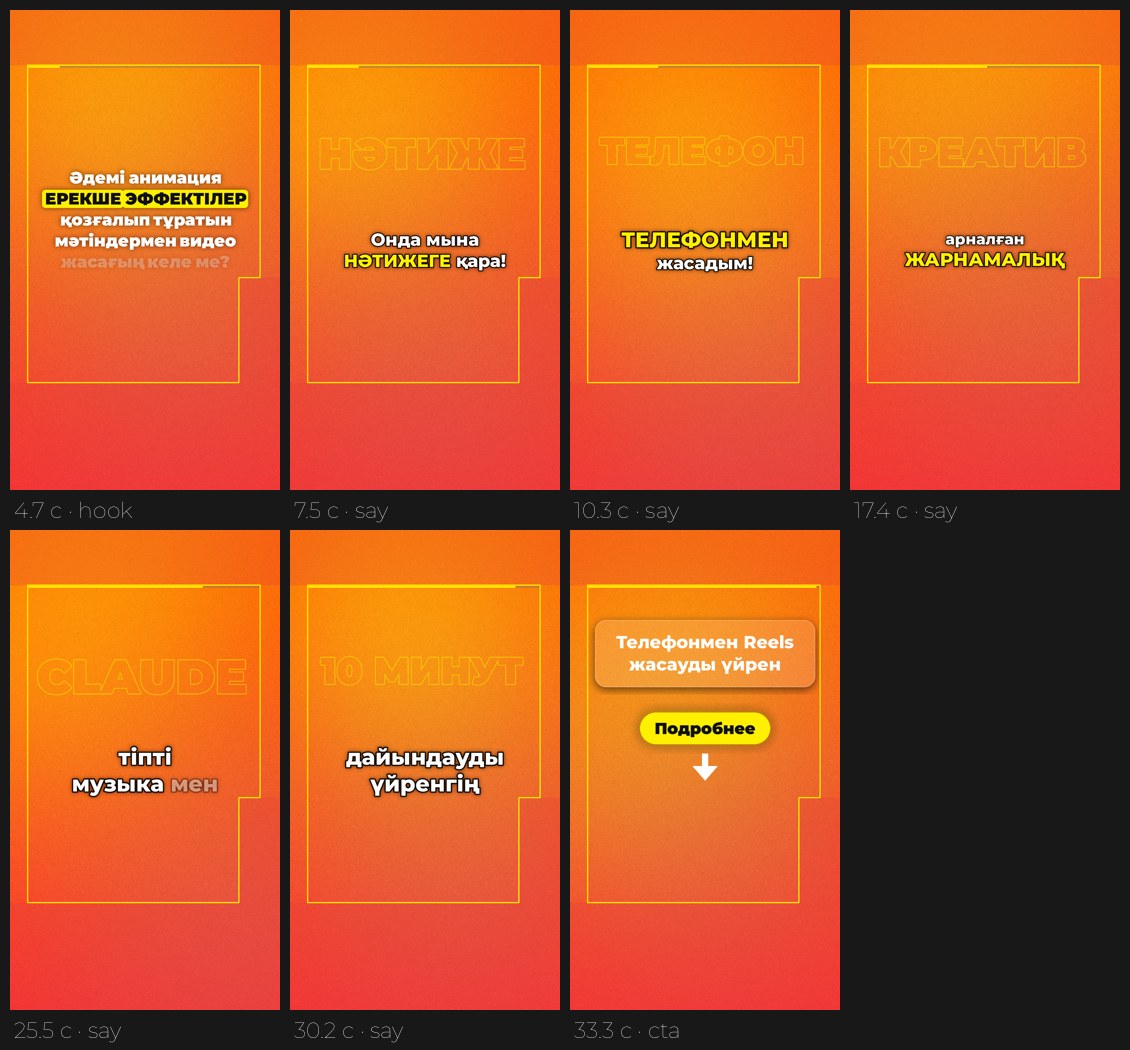 Әдемі анимация
ЕРЕКШЕ ЭФФЕКТІЛЕР
қозғалып тұратын
мәтіндермен видео
жасағың келе ме?
4.7 с · hook
НӘТИЖЕ
Онда мына
НӘТИЖЕГЕ қара!
7.5 с · say
ТЕЛЕФОН
ТЕЛЕФОНМЕН
жасадым!
10.3 с · say
КРЕАТИВ
арналған
ЖАРНАМАЛЫҚ
17.4 с · say
CLAUDE
тіпті
музыка мен
25.5 с · say
10 МИНУТ
дайындауды
үйренгің
30.2 с · say
Телефонмен Reels
жасауды үйрен
Подробнее
33.3 с · cta